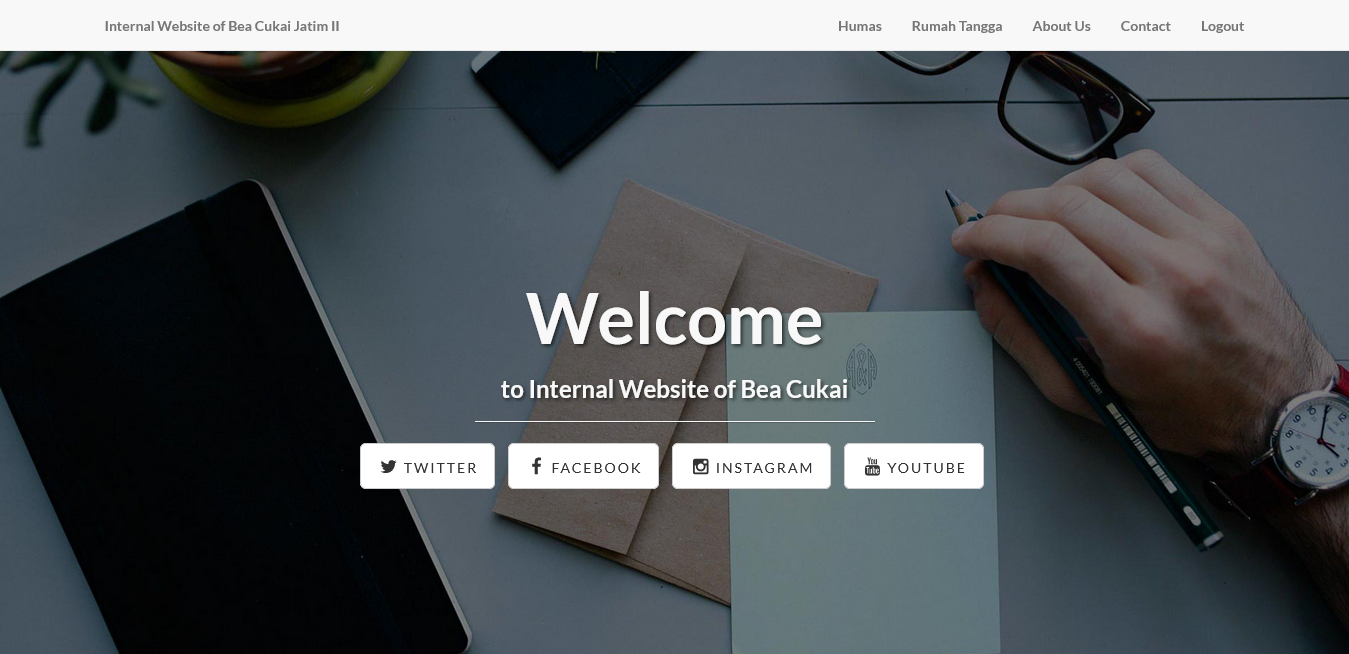 Internal Website of Bea Cukai Jatim II
Humas Rumah Tangga About Us Contact Logout
Welcome
to Internal Website of Bea Cukai
TWITTER FACEBOOK INSTAGRAM YOUTUBE